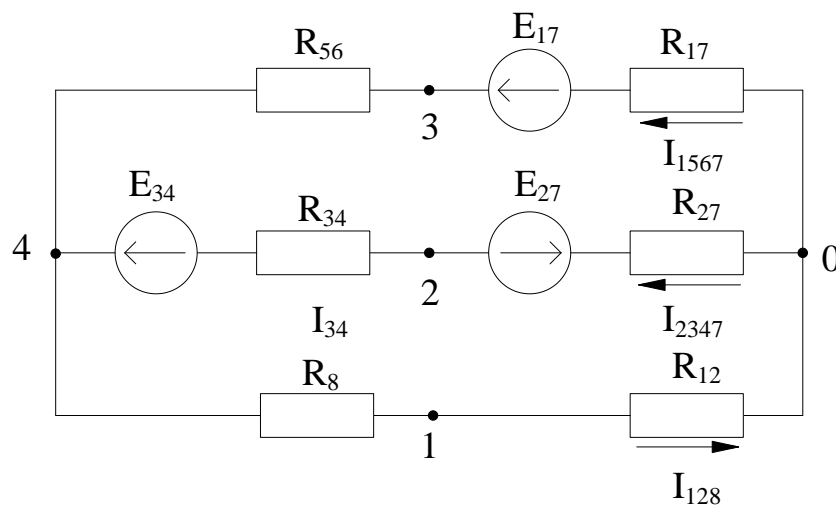 R₅₆ E₁₇ R₁₇
3
I₁₅₆₇
E₃₄ R₃₄ E₂₇ R₂₇
4 2 0
I₃₄ I₂₃₄₇
R₈ R₁₂
1
I₁₂₈